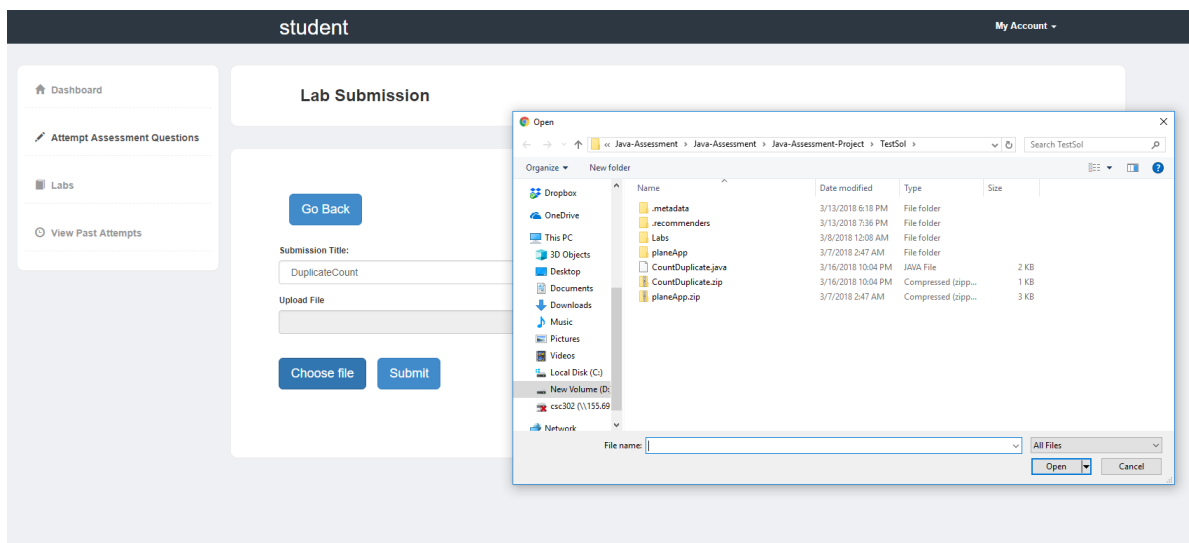 student
My Account
Dashboard
Attempt Assessment Questions
Labs
View Past Attempts
Lab Submission
Go Back
Submission Title:
DuplicateCount
Upload File
Choose file
Submit
Open
« Java-Assessment › Java-Assessment › Java-Assessment-Project › TestSol ›
Search TestSol
Organize
New folder
Dropbox
OneDrive
This PC
3D Objects
Desktop
Documents
Downloads
Music
Pictures
Videos
Local Disk (C:)
New Volume (D:
csc302 (\\155.69
Network
Name Date modified Type Size
.metadata 3/13/2018 6:18 PM File folder
.recommenders 3/13/2018 7:36 PM File folder
Labs 3/8/2018 12:08 AM File folder
planeApp 3/7/2018 2:47 AM File folder
CountDuplicate.java 3/16/2018 10:04 PM JAVA File 2 KB
CountDuplicate.zip 3/16/2018 10:04 PM Compressed (zipp... 1 KB
planeApp.zip 3/7/2018 2:47 AM Compressed (zipp... 3 KB
File name:
All Files
Open
Cancel